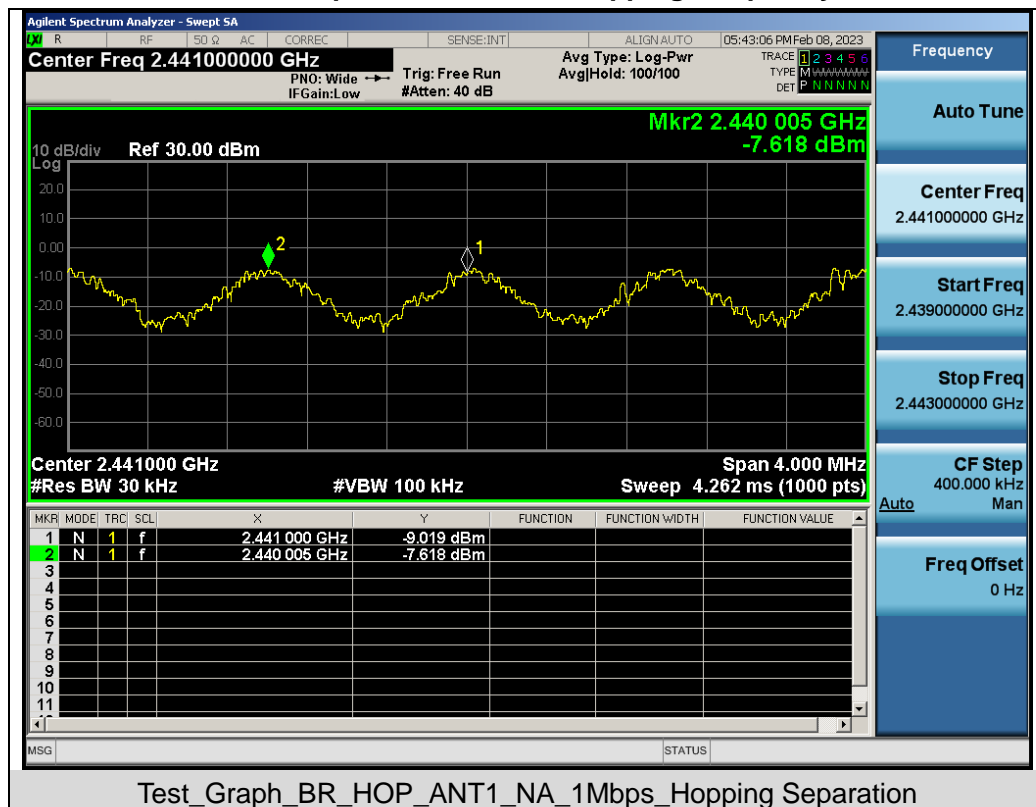 Agilent Spectrum Analyzer - Swept SA
LXI R RF 50 Ω AC CORREC SENSE:INT ALIGN AUTO 05:43:06 PM Feb 08, 2023
Center Freq 2.441000000 GHz
PNO: Wide
IFGain:Low
Trig: Free Run
#Atten: 40 dB
Avg Type: Log-Pwr
Avg|Hold: 100/100
TRACE 1 2 3 4 5 6
TYPE M WWWWW
DET P N N N N N
Mkr2 2.440 005 GHz
-7.618 dBm
10 dB/div Ref 30.00 dBm
Log
20.0
10.0
0.00
-10.0
-20.0
-30.0
-40.0
-50.0
-60.0
2
1
Center 2.441000 GHz Span 4.000 MHz
#Res BW 30 kHz #VBW 100 kHz Sweep 4.262 ms (1000 pts)
MKR MODE TRC SCL X Y FUNCTION FUNCTION WIDTH FUNCTION VALUE
1 N 1 f 2.441 000 GHz -9.019 dBm
2 N 1 f 2.440 005 GHz -7.618 dBm
3
4
5
6
7
8
9
10
11
MSG STATUS
Frequency
Auto Tune
Center Freq
2.441000000 GHz
Start Freq
2.439000000 GHz
Stop Freq
2.443000000 GHz
CF Step
400.000 kHz
Auto Man
Freq Offset
0 Hz
Test_Graph_BR_HOP_ANT1_NA_1Mbps_Hopping Separation